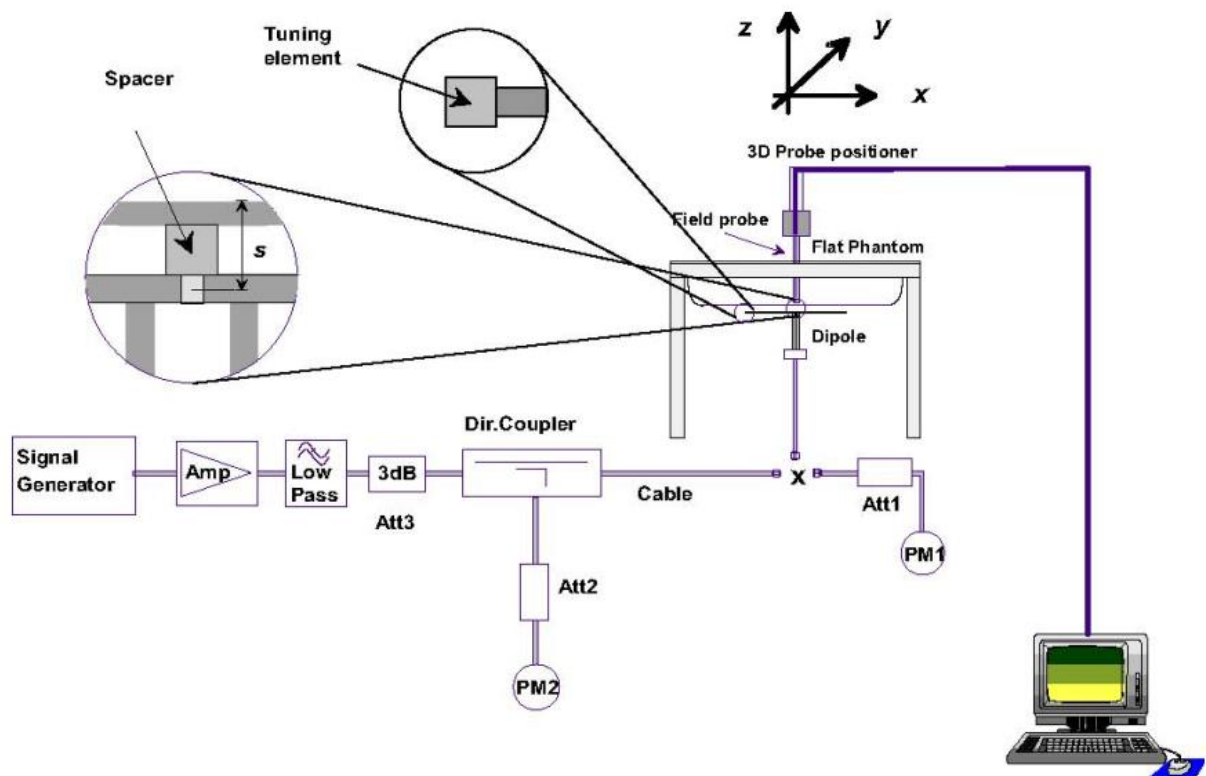 Tuning
element
z
y
x
Spacer
3D Probe positioner
Field probe
Flat Phantom
s
Dipole
Dir.Coupler
Signal
Generator
Amp
Low
Pass
3dB
Att3
Cable
x
Att1
PM1
Att2
PM2